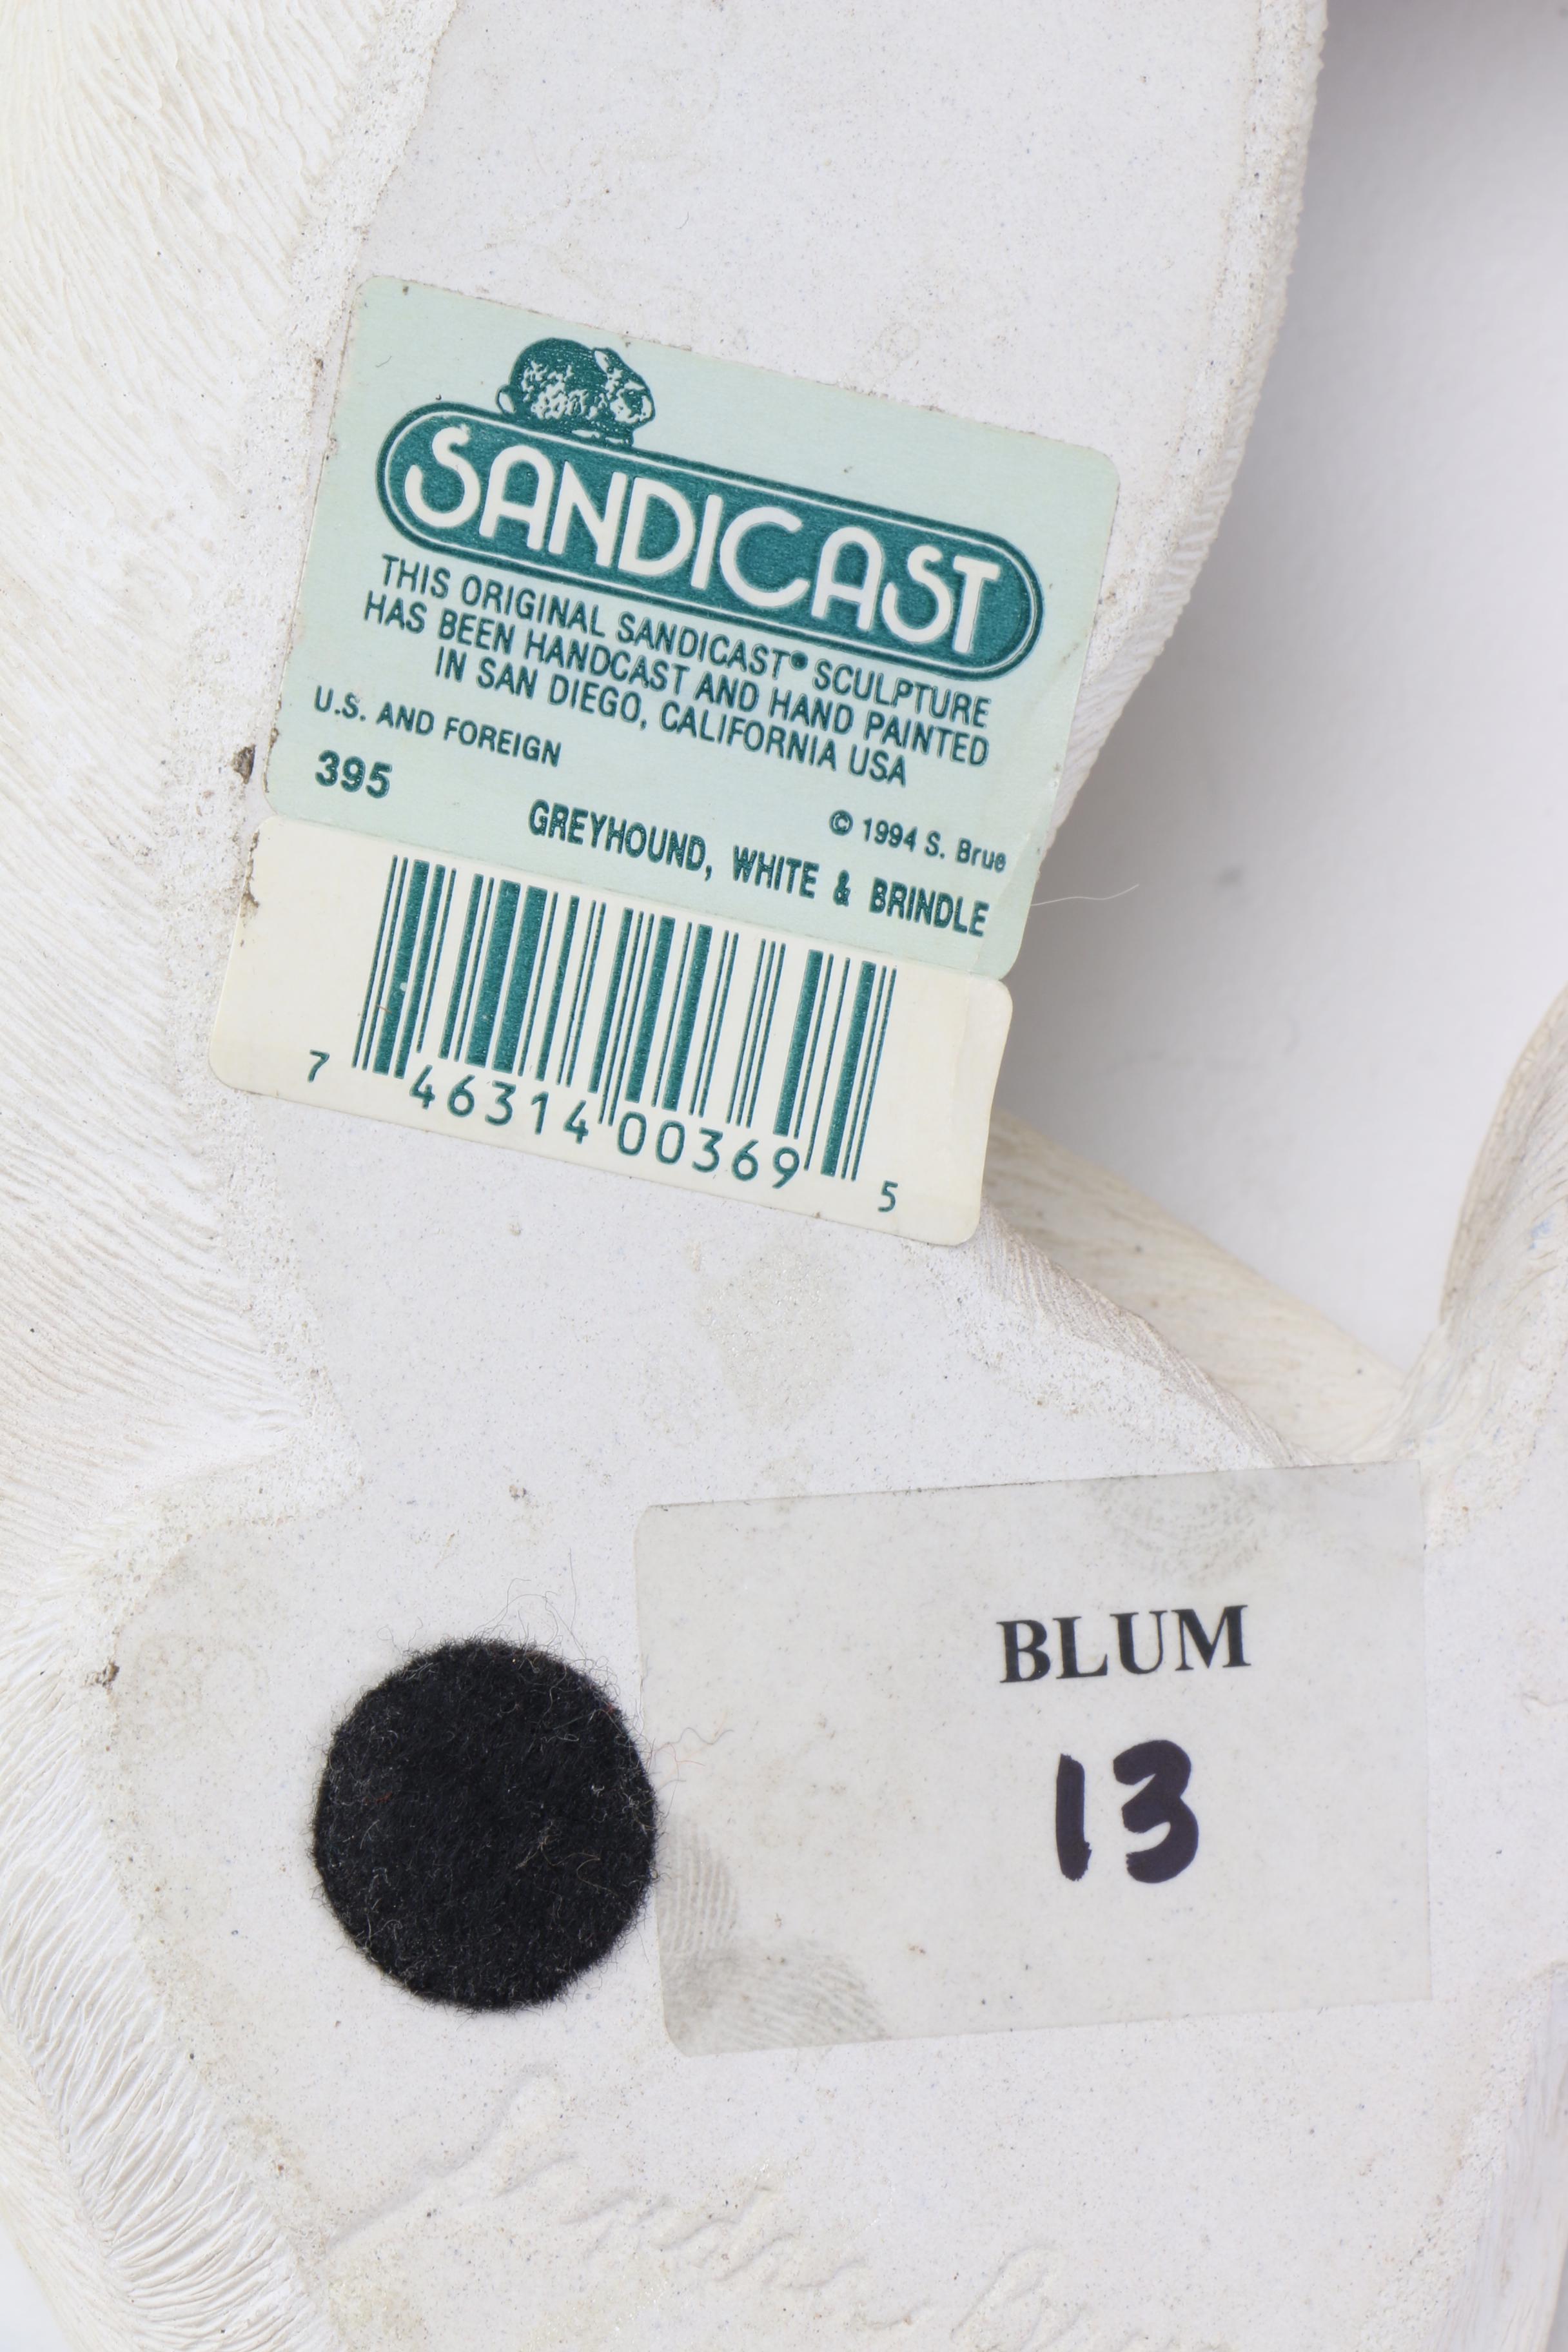 SANDICAST
THIS ORIGINAL SANDICAST® SCULPTURE
HAS BEEN HANDCAST AND HAND PAINTED
IN SAN DIEGO, CALIFORNIA USA
U.S. AND FOREIGN
© 1994 S. Brue
395
GREYHOUND, WHITE & BRINDLE
7 46314 00369 5
BLUM
13